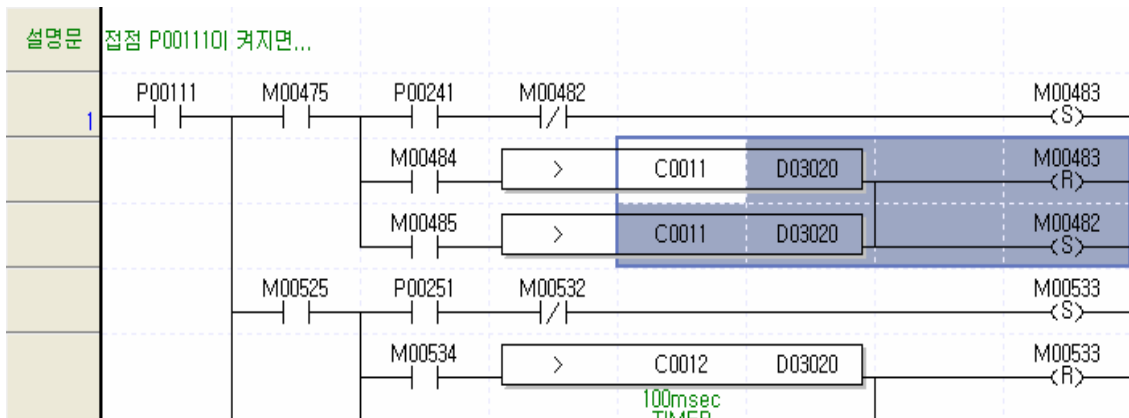 설명문 접점 P001110이 켜지면...
P00111 M00475 P00241 M00482 M00483
1 (S)
M00484 > C0011 D03020 M00483
(R)
M00485 > C0011 D03020 M00482
(S)
M00525 P00251 M00532 M00533
(S)
M00534 > C0012 D03020 M00533
(R)
100msec
TIMER